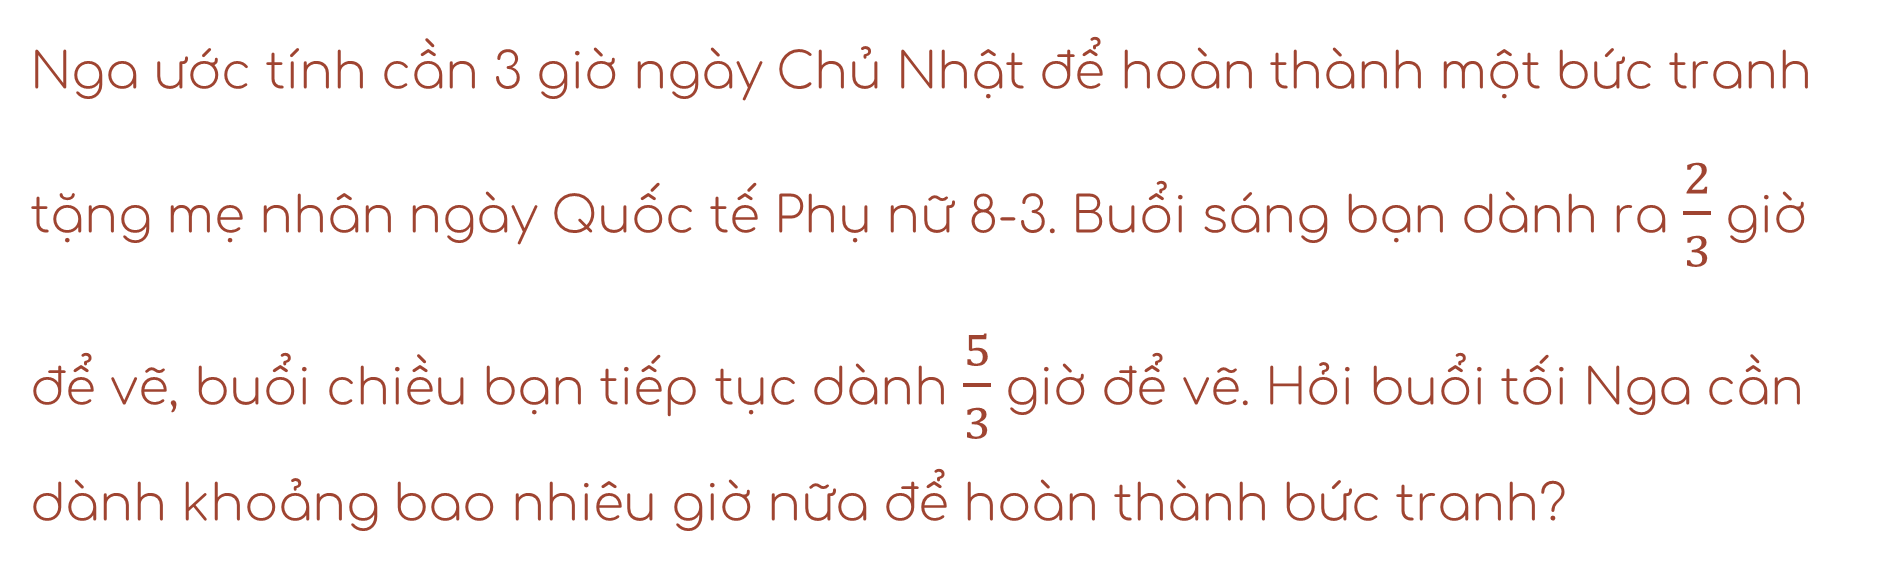 Nga ước tính cần 3 giờ ngày Chủ Nhật để hoàn thành một bức tranh
tặng mẹ nhân ngày Quốc tế Phụ nữ 8-3. Buổi sáng bạn dành ra 2/3 giờ
để vẽ, buổi chiều bạn tiếp tục dành 5/3 giờ để vẽ. Hỏi buổi tối Nga cần
dành khoảng bao nhiêu giờ nữa để hoàn thành bức tranh?